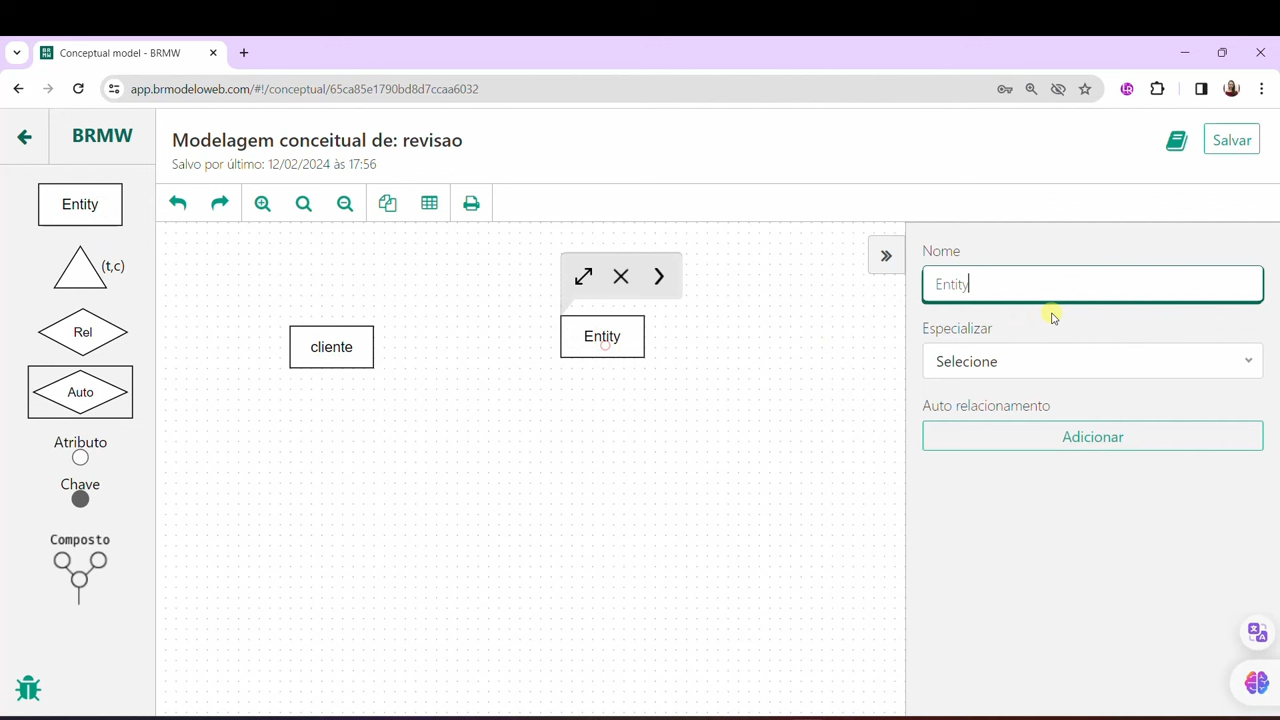 Conceptual model - BRMW
app.brmodeloweb.com/#!/conceptual/65ca85e1790bd8d7ccaa6032
BRMW
Modelagem conceitual de: revisao
Salvo por último: 12/02/2024 às 17:56
Salvar
Entity
(t,c)
Rel
Auto
Atributo
Chave
Composto
cliente
Entity
Nome
Entity
Especializar
Selecione
Auto relacionamento
Adicionar